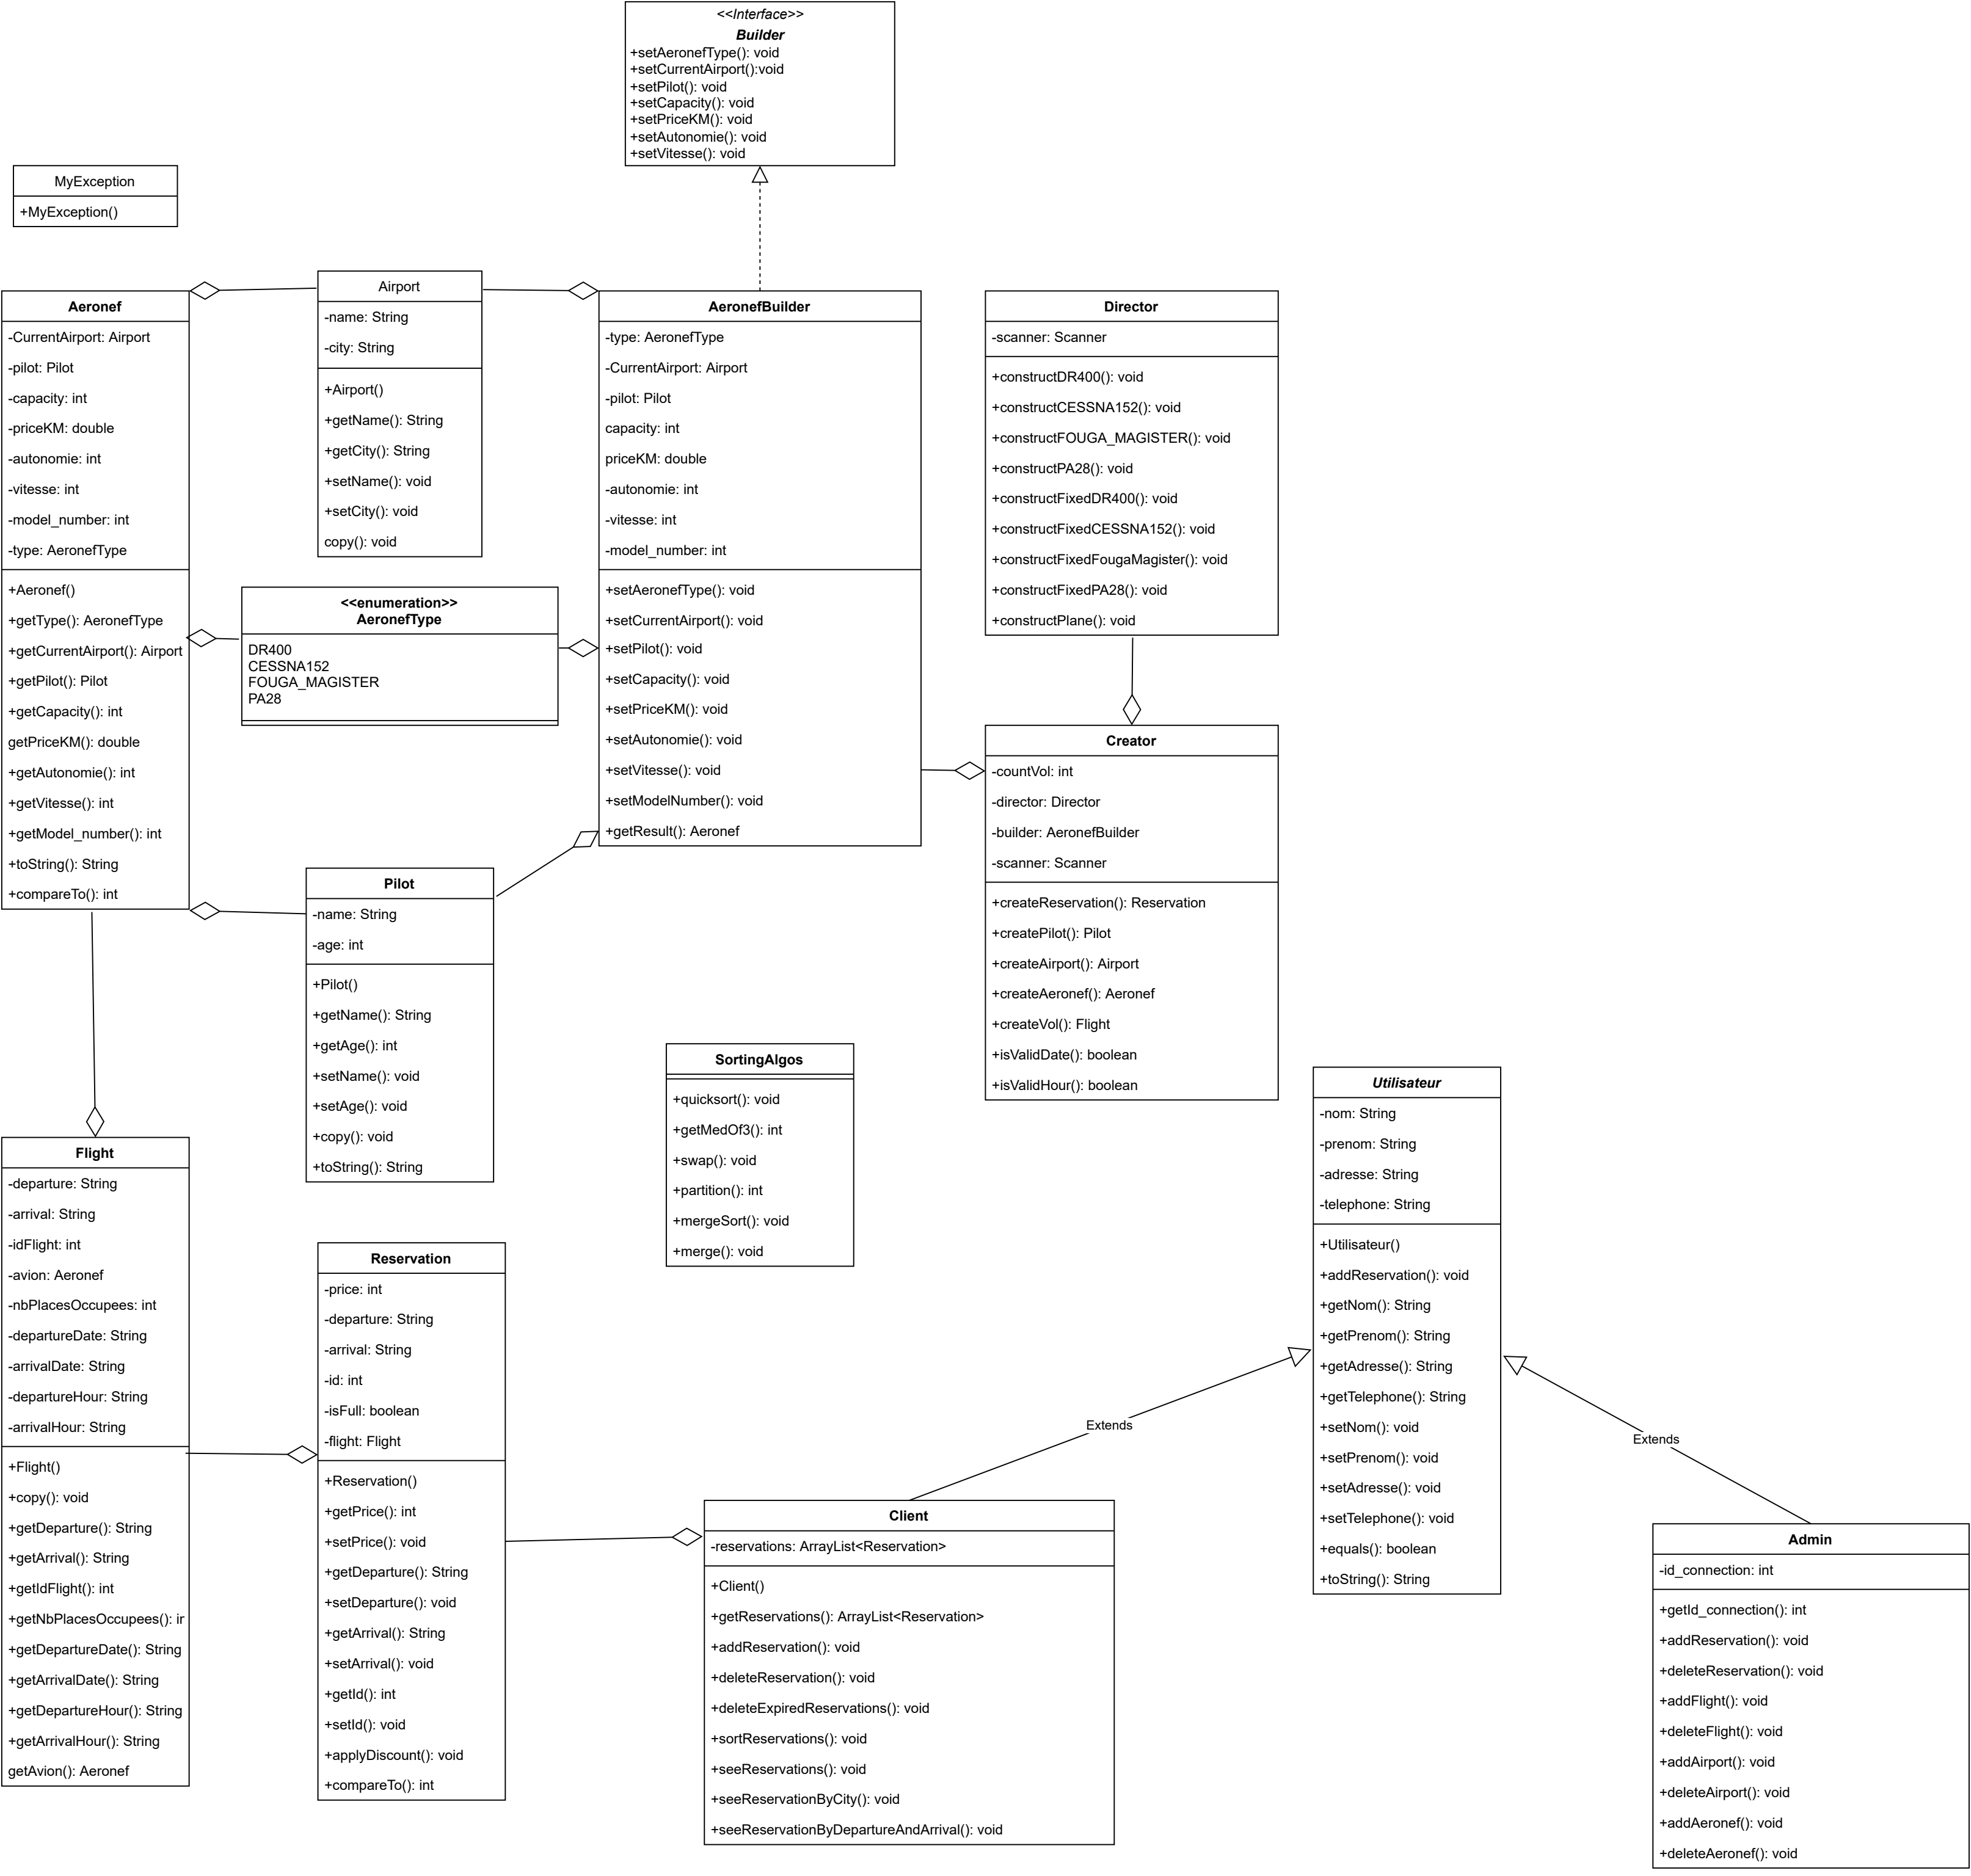 <<Interface>>
Builder
+setAeronefType(): void
+setCurrentAirport():void
+setPilot(): void
+setCapacity(): void
+setPriceKM(): void
+setAutonomie(): void
+setVitesse(): void
MyException
+MyException()
Aeronef
-CurrentAirport: Airport
-pilot: Pilot
-capacity: int
-priceKM: double
-autonomie: int
-vitesse: int
-model_number: int
-type: AeronefType
+Aeronef()
+getType(): AeronefType
+getCurrentAirport(): Airport
+getPilot(): Pilot
+getCapacity(): int
getPriceKM(): double
+getAutonomie(): int
+getVitesse(): int
+getModel_number(): int
+toString(): String
+compareTo(): int
Airport
-name: String
-city: String
+Airport()
+getName(): String
+getCity(): String
+setName(): void
+setCity(): void
copy(): void
<<enumeration>>
AeronefType
DR400
CESSNA152
FOUGA_MAGISTER
PA28
AeronefBuilder
-type: AeronefType
-CurrentAirport: Airport
-pilot: Pilot
capacity: int
priceKM: double
-autonomie: int
-vitesse: int
-model_number: int
+setAeronefType(): void
+setCurrentAirport(): void
+setPilot(): void
+setCapacity(): void
+setPriceKM(): void
+setAutonomie(): void
+setVitesse(): void
+setModelNumber(): void
+getResult(): Aeronef
Director
-scanner: Scanner
+constructDR400(): void
+constructCESSNA152(): void
+constructFOUGA_MAGISTER(): void
+constructPA28(): void
+constructFixedDR400(): void
+constructFixedCESSNA152(): void
+constructFixedFougaMagister(): void
+constructFixedPA28(): void
+constructPlane(): void
Creator
-countVol: int
-director: Director
-builder: AeronefBuilder
-scanner: Scanner
+createReservation(): Reservation
+createPilot(): Pilot
+createAirport(): Airport
+createAeronef(): Aeronef
+createVol(): Flight
+isValidDate(): boolean
+isValidHour(): boolean
Pilot
-name: String
-age: int
+Pilot()
+getName(): String
+getAge(): int
+setName(): void
+setAge(): void
+copy(): void
+toString(): String
SortingAlgos
+quicksort(): void
+getMedOf3(): int
+swap(): void
+partition(): int
+mergeSort(): void
+merge(): void
Utilisateur
-nom: String
-prenom: String
-adresse: String
-telephone: String
+Utilisateur()
+addReservation(): void
+getNom(): String
+getPrenom(): String
+getAdresse(): String
+getTelephone(): String
+setNom(): void
+setPrenom(): void
+setAdresse(): void
+setTelephone(): void
+equals(): boolean
+toString(): String
Flight
-departure: String
-arrival: String
-idFlight: int
-avion: Aeronef
-nbPlacesOccupees: int
-departureDate: String
-arrivalDate: String
-departureHour: String
-arrivalHour: String
+Flight()
+copy(): void
+getDeparture(): String
+getArrival(): String
+getIdFlight(): int
+getNbPlacesOccupees(): ir
+getDepartureDate(): String
+getArrivalDate(): String
+getDepartureHour(): String
+getArrivalHour(): String
getAvion(): Aeronef
Reservation
-price: int
-departure: String
-arrival: String
-id: int
-isFull: boolean
-flight: Flight
+Reservation()
+getPrice(): int
+setPrice(): void
+getDeparture(): String
+setDeparture(): void
+getArrival(): String
+setArrival(): void
+getId(): int
+setId(): void
+applyDiscount(): void
+compareTo(): int
Extends
Extends
Client
-reservations: ArrayList<Reservation>
+Client()
+getReservations(): ArrayList<Reservation>
+addReservation(): void
+deleteReservation(): void
+deleteExpiredReservations(): void
+sortReservations(): void
+seeReservations(): void
+seeReservationByCity(): void
+seeReservationByDepartureAndArrival(): void
Admin
-id_connection: int
+getId_connection(): int
+addReservation(): void
+deleteReservation(): void
+addFlight(): void
+deleteFlight(): void
+addAirport(): void
+deleteAirport(): void
+addAeronef(): void
+deleteAeronef(): void